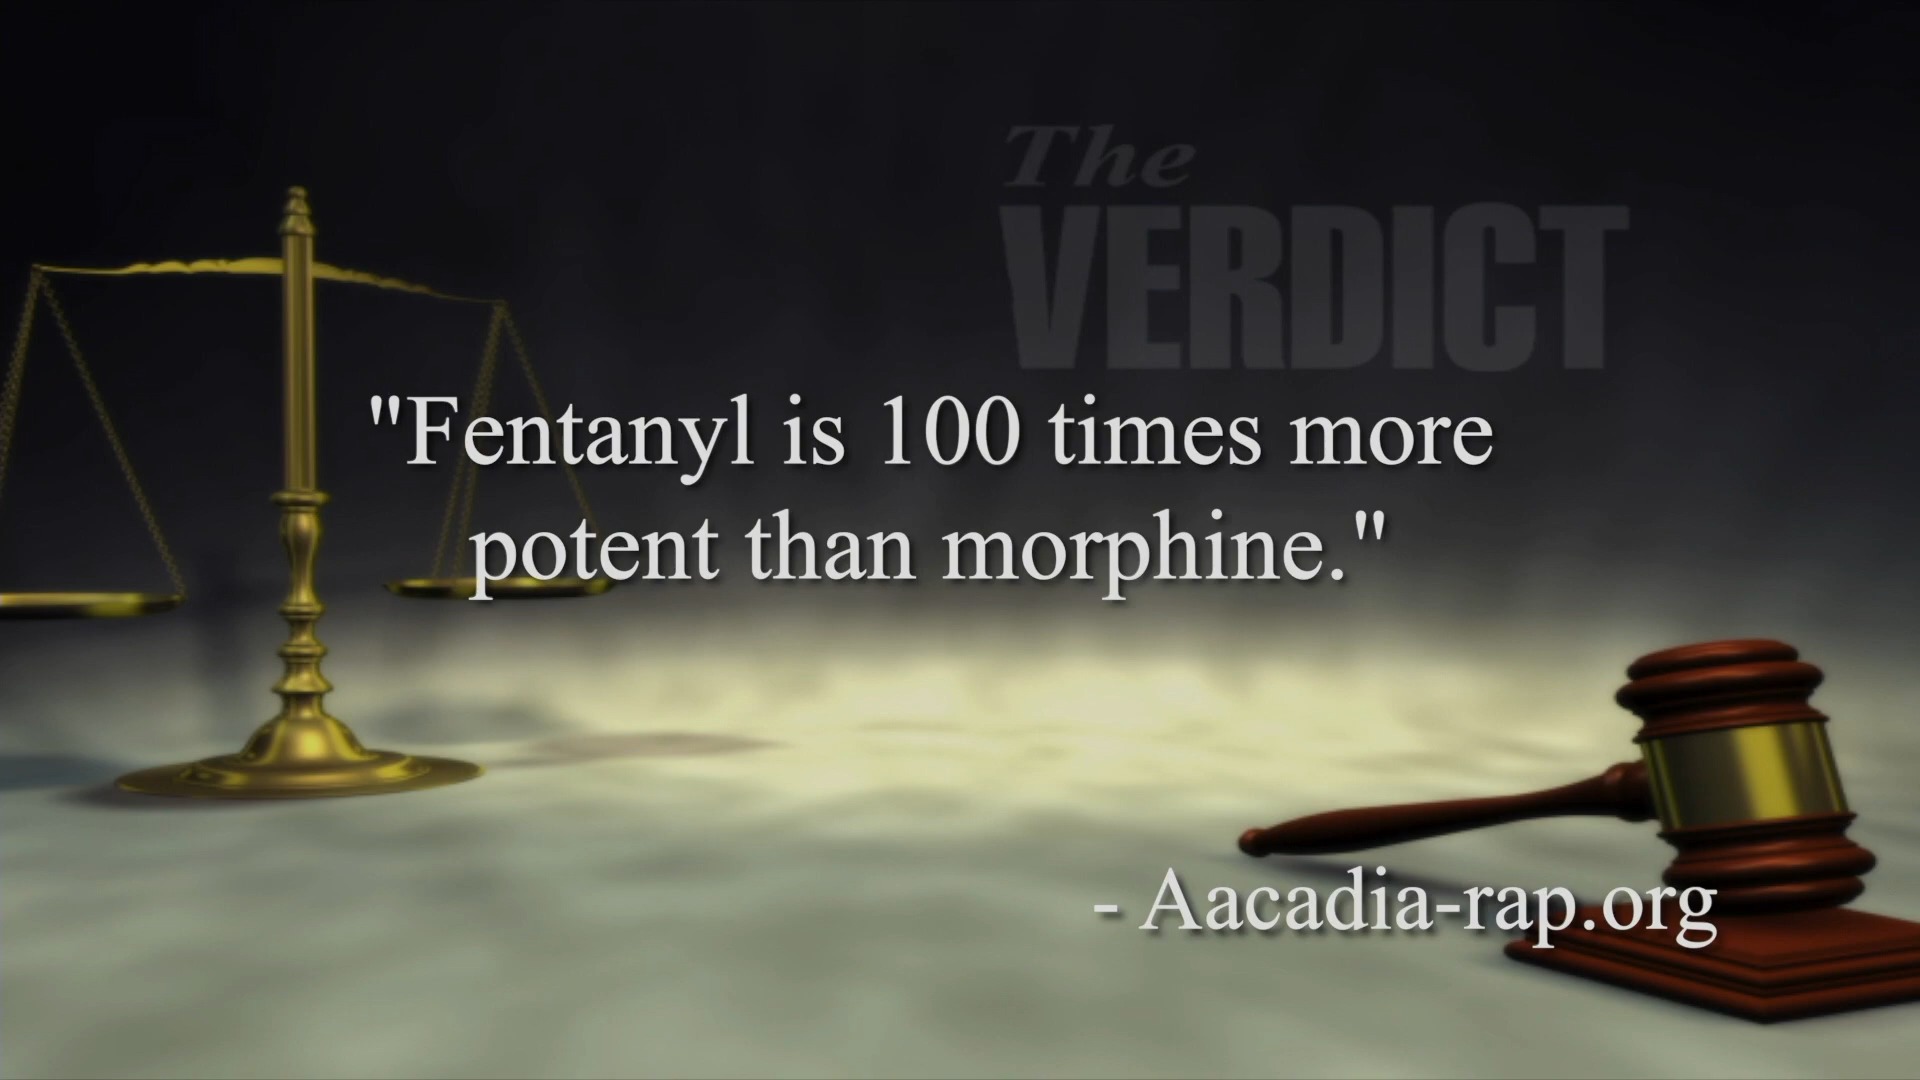 The
VERDICT
"Fentanyl is 100 times more
potent than morphine."
- Aacadia-rap.org